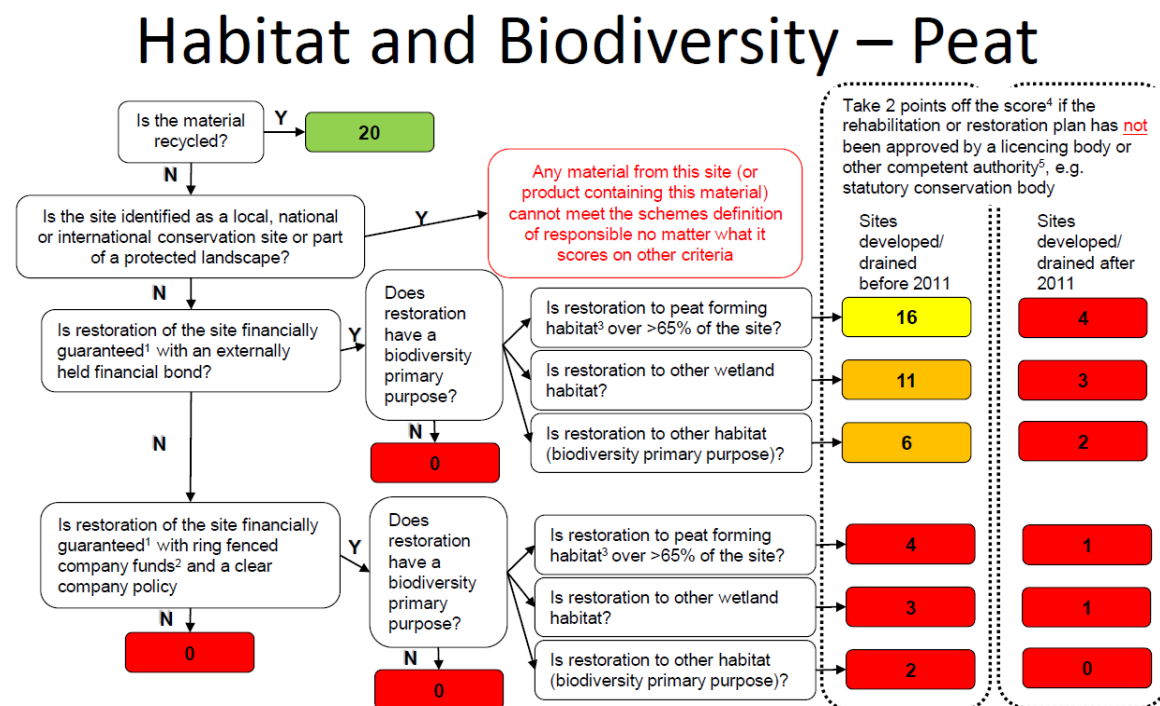 Habitat and Biodiversity – Peat
Is the material
recycled?
Y
20
N
Is the site identified as a local, national
or international conservation site or part
of a protected landscape?
Y
Any material from this site (or
product containing this material)
cannot meet the schemes definition
of responsible no matter what it
scores on other criteria
Take 2 points off the score⁴ if the
rehabilitation or restoration plan has not
been approved by a licencing body or
other competent authority⁵, e.g.
statutory conservation body
Sites
developed/
drained
before 2011
Sites
developed/
drained after
2011
N
Is restoration of the site financially
guaranteed¹ with an externally
held financial bond?
Y
Does
restoration
have a
biodiversity
primary
purpose?
N
0
Is restoration to peat forming
habitat³ over >65% of the site?
16
4
Is restoration to other wetland
habitat?
11
3
Is restoration to other habitat
(biodiversity primary purpose)?
6
2
N
Is restoration of the site financially
guaranteed¹ with ring fenced
company funds² and a clear
company policy
Y
N
0
Does
restoration
have a
biodiversity
primary
purpose?
N
0
Is restoration to peat forming
habitat³ over >65% of the site?
4
1
Is restoration to other wetland
habitat?
3
1
Is restoration to other habitat
(biodiversity primary purpose)?
2
0